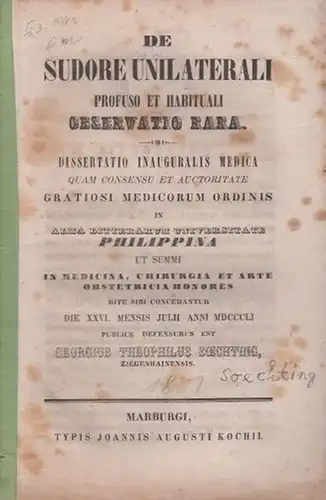 DE
SUDORE UNILATERALI
PROFUSO ET HABITUALI
OBSERVATIO RARA.
DISSERTATIO INAUGURALIS MEDICA
QUAM CONSENSU ET AUCTORITATE
GRATIOSI MEDICORUM ORDINIS
IN
ALMA LITTERARUM UNIVERSITATE
PHILIPPINA
UT SUMMI
IN MEDICINA, CHIRURGIA ET ARTE
OBSTETRICIA HONORES
RITE SIBI CONCEDANTUR
DIE XXVI. MENSIS JULII ANNI MDCCCLI
PUBLICE DEFENSURUS EST
GEORGIUS THEOPHILUS SŒCHTING,
ZIEGENHAINENSIS.
Soechting
MARBURGI,
TYPIS JOANNIS AUGUSTI KOCHII.